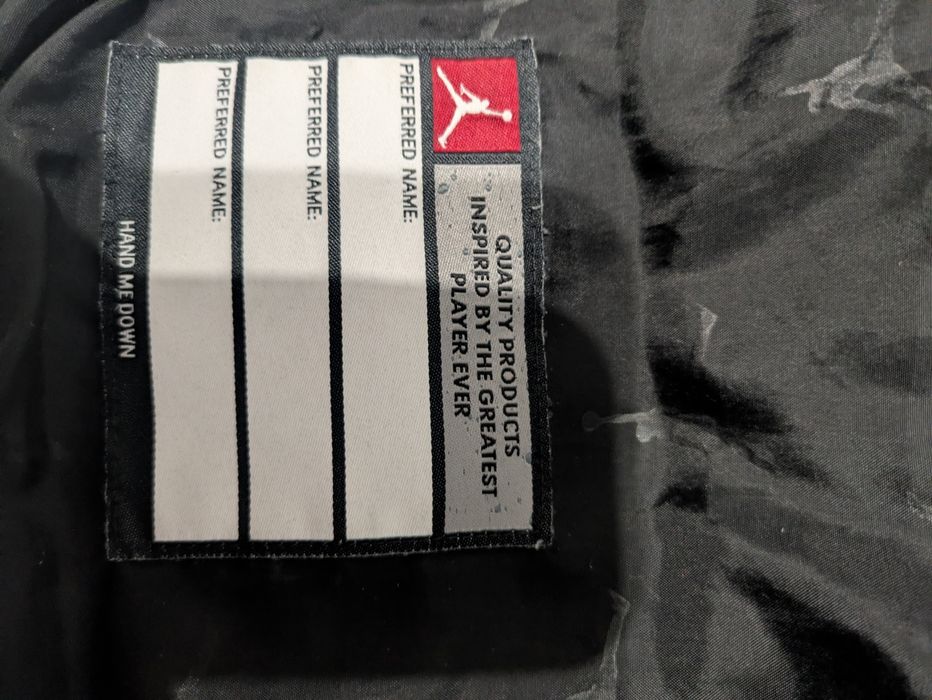 QUALITY PRODUCTS
INSPIRED BY THE GREATEST
PLAYER EVER
PREFERRED NAME:
PREFERRED NAME:
PREFERRED NAME:
HAND ME DOWN